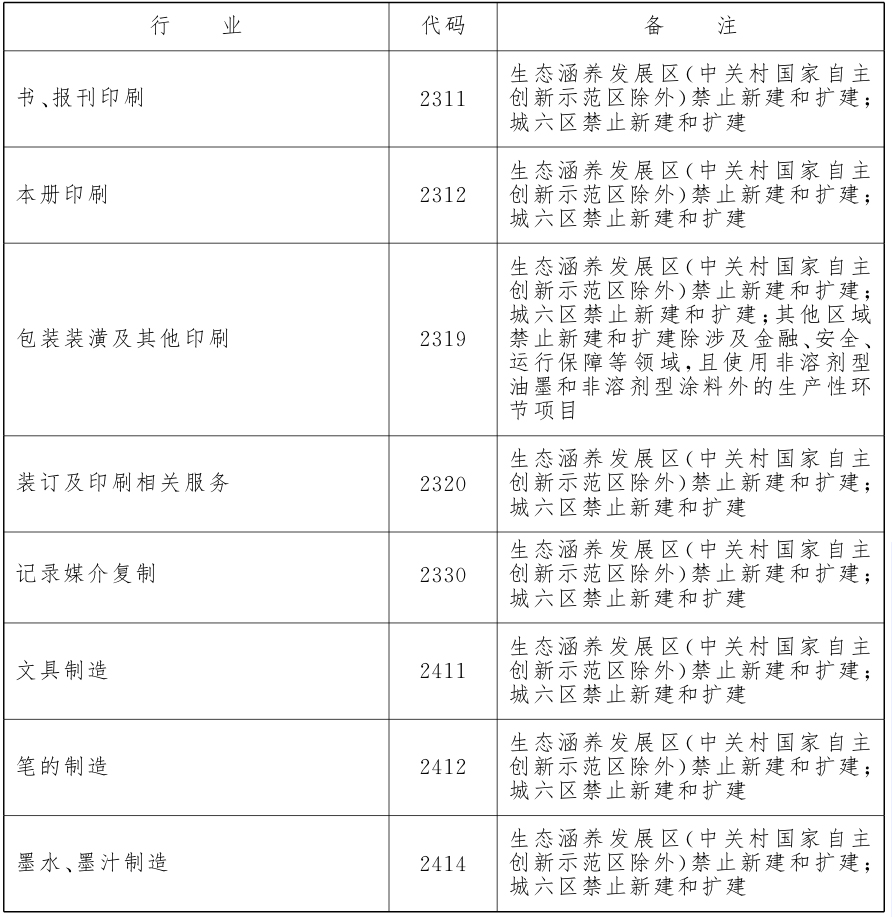 行 业 代码 备 注
书、报刊印刷 2311
生态涵养发展区(中关村国家自主
创新示范区除外)禁止新建和扩建;
城六区禁止新建和扩建
本册印刷 2312
生态涵养发展区(中关村国家自主
创新示范区除外)禁止新建和扩建;
城六区禁止新建和扩建
包装装潢及其他印刷 2319
生态涵养发展区(中关村国家自主
创新示范区除外)禁止新建和扩建;
城六区禁止新建和扩建;其他区域
禁止新建和扩建除涉及金融、安全、
运行保障等领域,且使用非溶剂型
油墨和非溶剂型涂料外的生产性环
节项目
装订及印刷相关服务 2320
生态涵养发展区(中关村国家自主
创新示范区除外)禁止新建和扩建;
城六区禁止新建和扩建
记录媒介复制 2330
生态涵养发展区(中关村国家自主
创新示范区除外)禁止新建和扩建;
城六区禁止新建和扩建
文具制造 2411
生态涵养发展区(中关村国家自主
创新示范区除外)禁止新建和扩建;
城六区禁止新建和扩建
笔的制造 2412
生态涵养发展区(中关村国家自主
创新示范区除外)禁止新建和扩建;
城六区禁止新建和扩建
墨水、墨汁制造 2414
生态涵养发展区(中关村国家自主
创新示范区除外)禁止新建和扩建;
城六区禁止新建和扩建